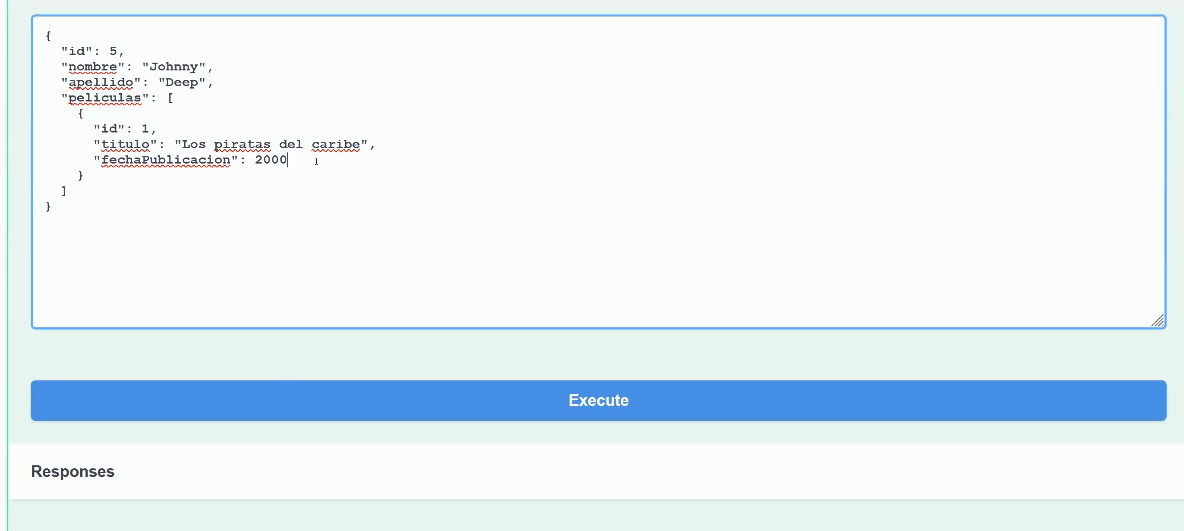 {
"id": 5,
"nombre": "Johnny",
"apellido": "Deep",
"peliculas": [
{
"id": 1,
"titulo": "Los piratas del caribe",
"fechaPublicacion": 2000
}
]
}
Execute
Responses